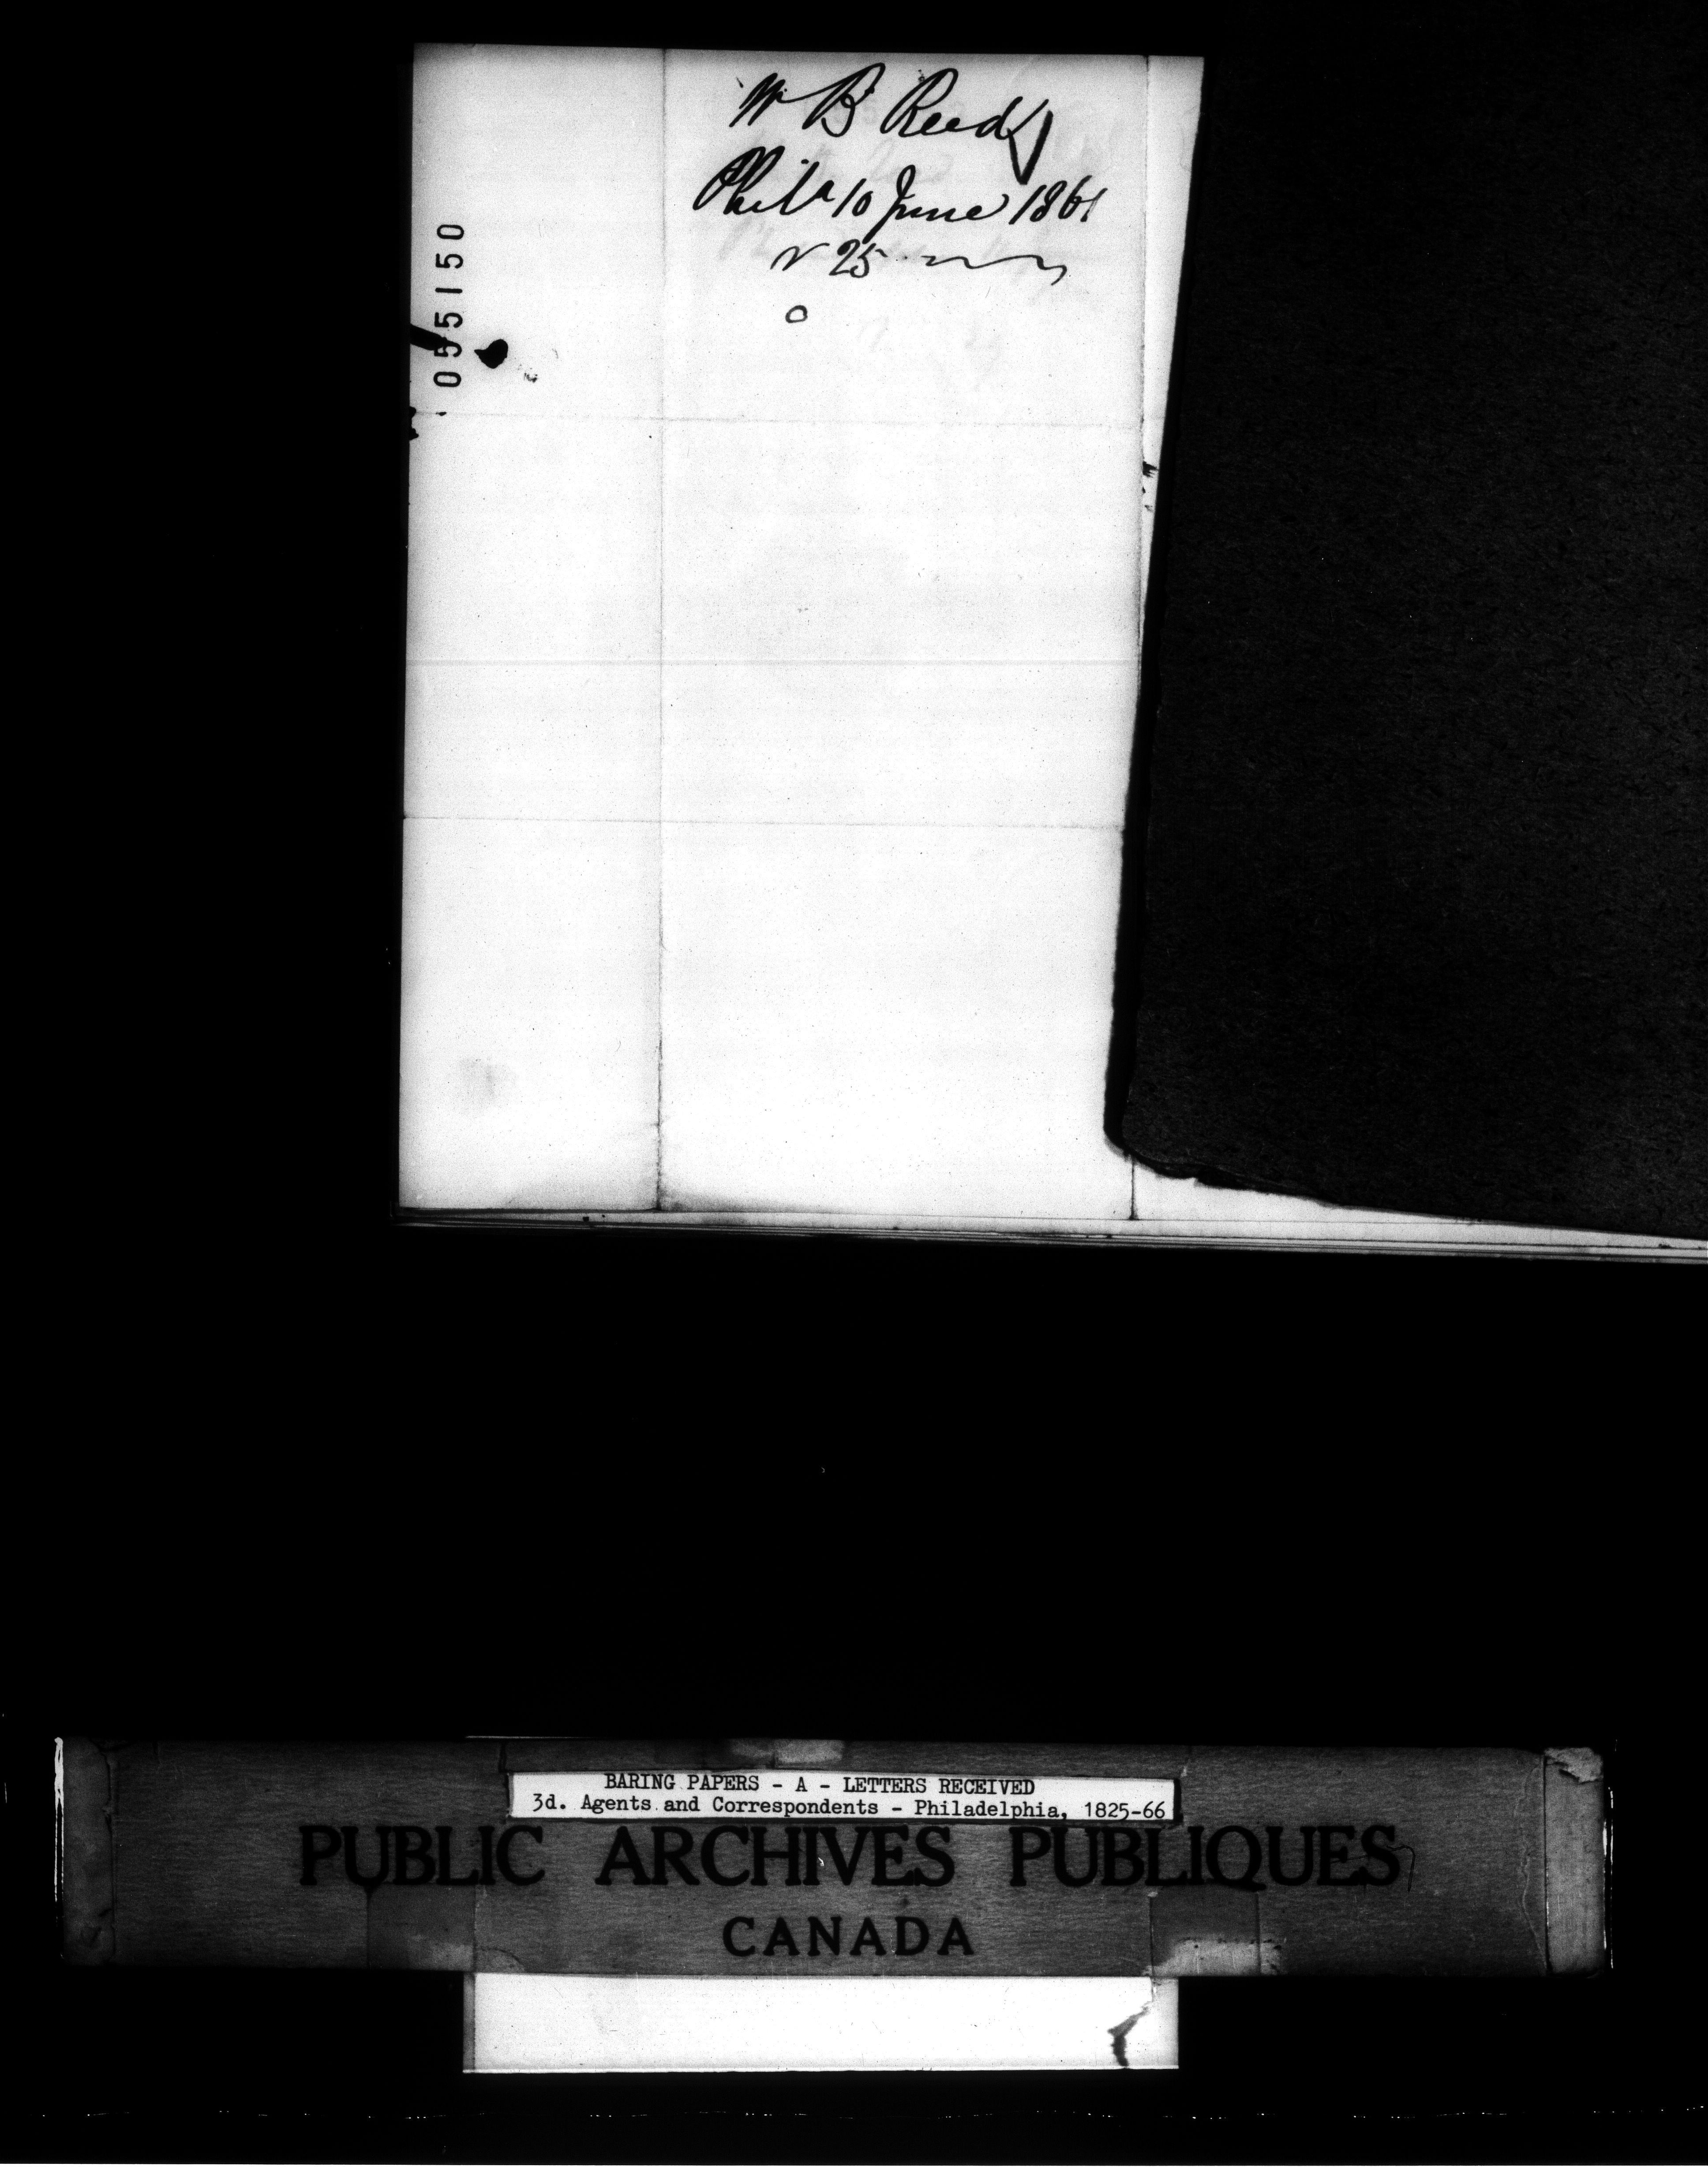 W B Reed
Phila 10 June 1861
r 25
055150
BARING PAPERS - A - LETTERS RECEIVED
3d. Agents and Correspondents - Philadelphia, 1825-66
PUBLIC ARCHIVES PUBLIQUES
CANADA